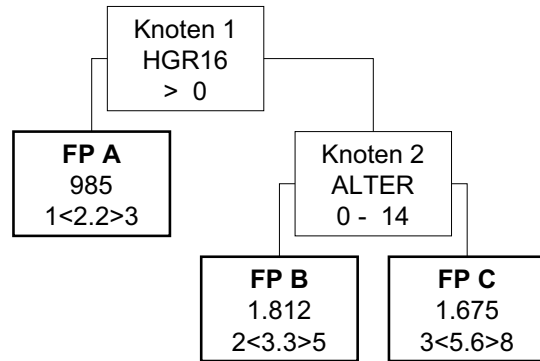 Knoten 1
HGR16
> 0
FP A
985
1<2.2>3
Knoten 2
ALTER
0 - 14
FP B
1.812
2<3.3>5
FP C
1.675
3<5.6>8